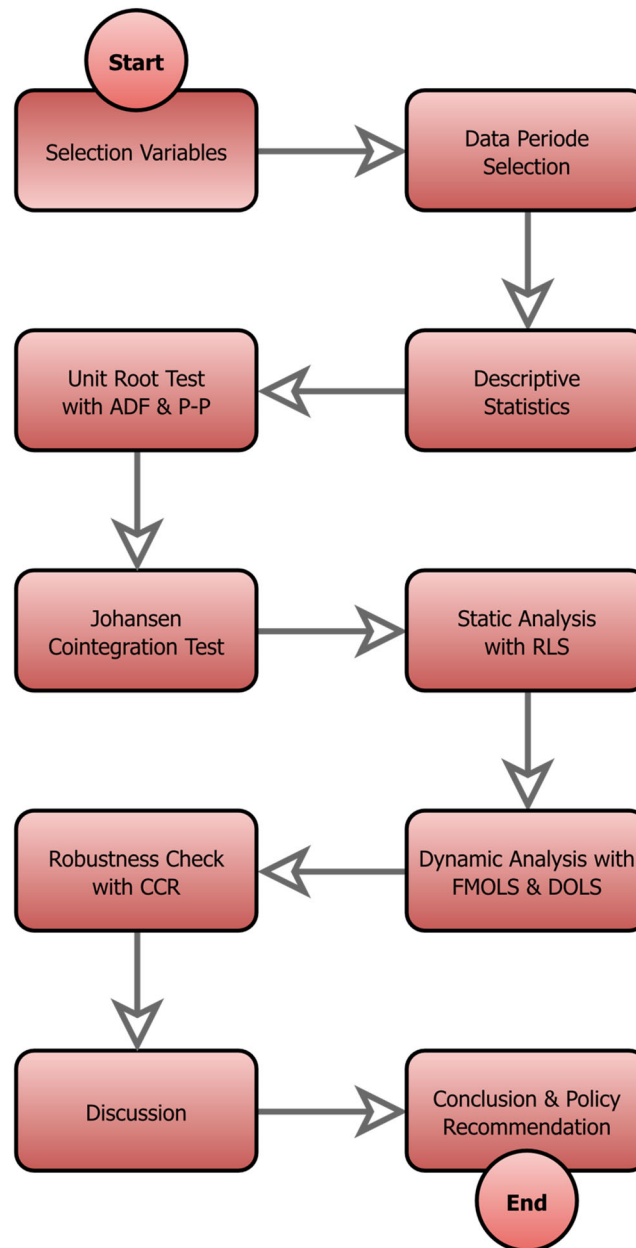 Start
Selection Variables
Data Periode
Selection
Descriptive
Statistics
Unit Root Test
with ADF & P-P
Johansen
Cointegration Test
Static Analysis
with RLS
Dynamic Analysis with
FMOLS & DOLS
Robustness Check
with CCR
Discussion
Conclusion & Policy
Recommendation
End